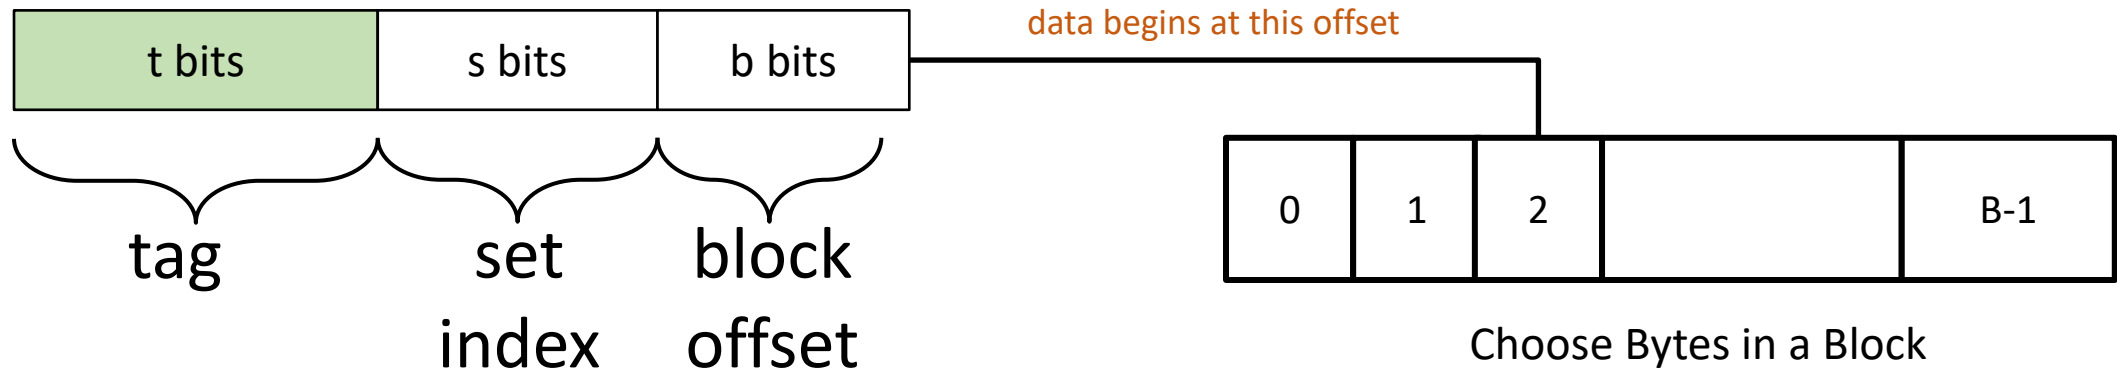 data begins at this offset
t bits
s bits
b bits
0
1
2
B-1
tag
set
index
block
offset
Choose Bytes in a Block